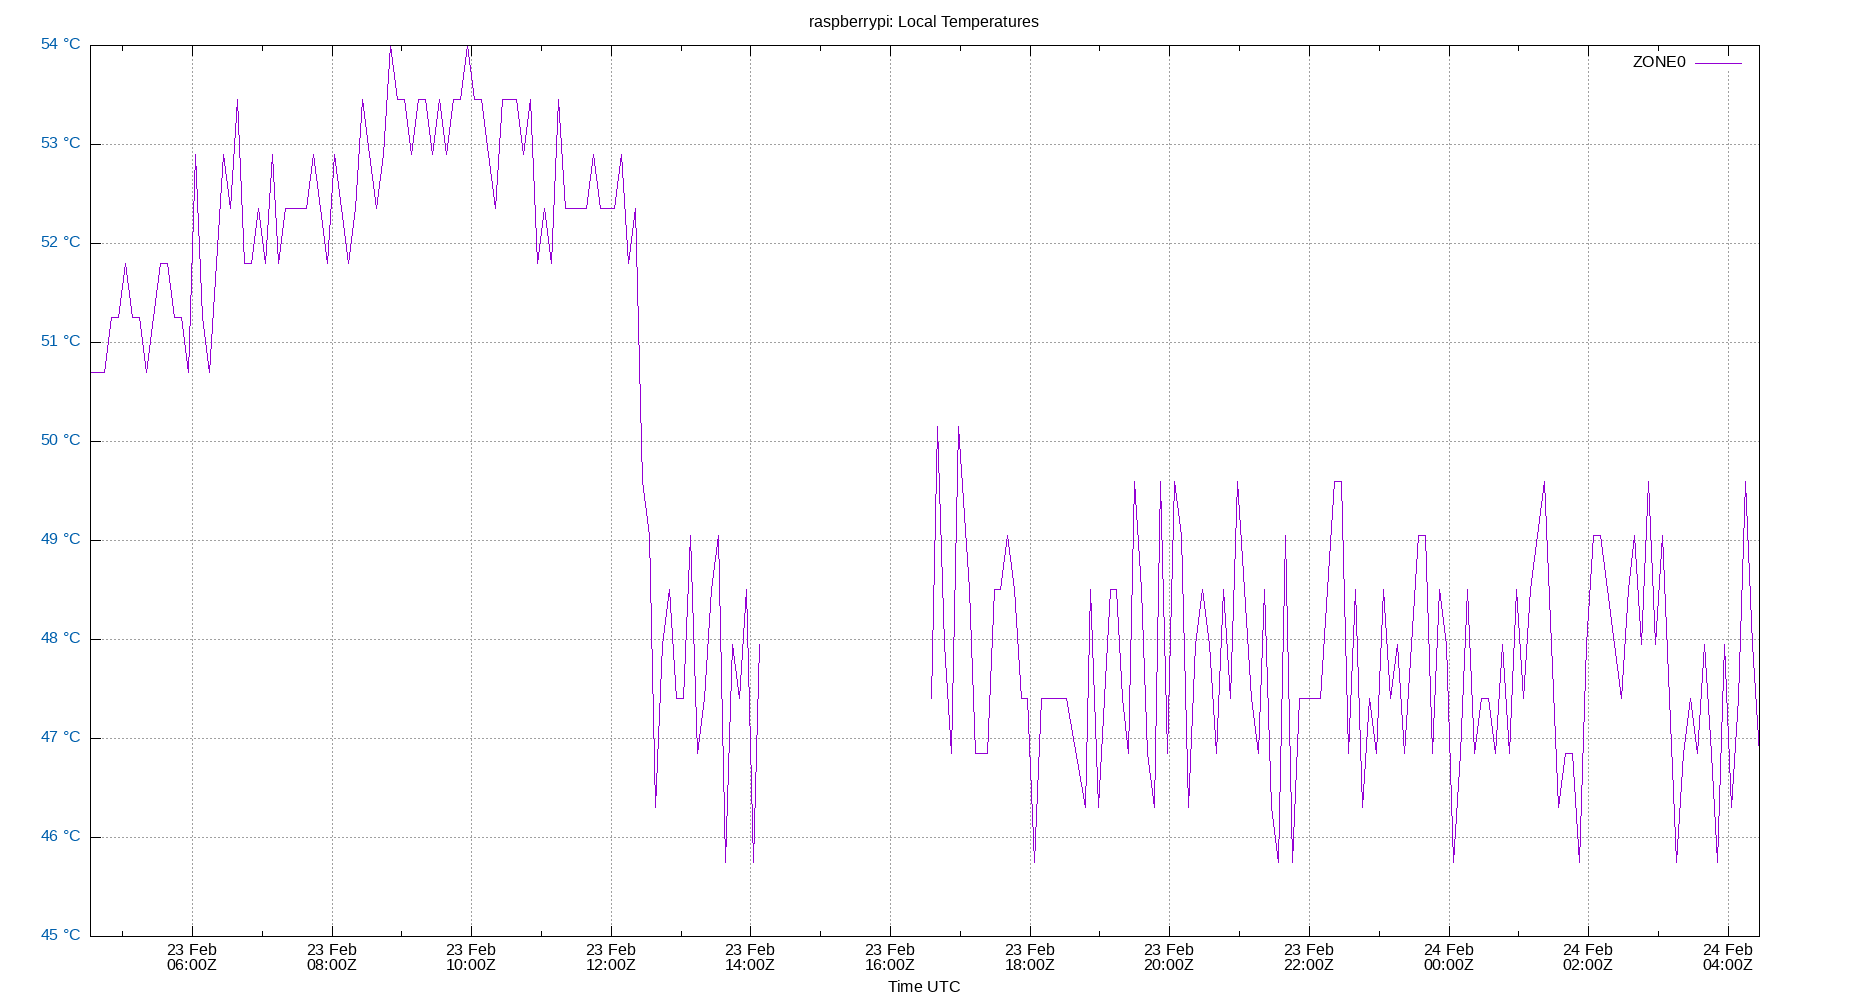 raspberrypi: Local Temperatures
ZONE0
54 °C
53 °C
52 °C
51 °C
50 °C
49 °C
48 °C
47 °C
46 °C
45 °C
23 Feb 23 Feb 23 Feb 23 Feb 23 Feb 23 Feb 23 Feb 23 Feb 23 Feb 24 Feb 24 Feb 24 Feb
06:00Z 08:00Z 10:00Z 12:00Z 14:00Z 16:00Z 18:00Z 20:00Z 22:00Z 00:00Z 02:00Z 04:00Z
Time UTC